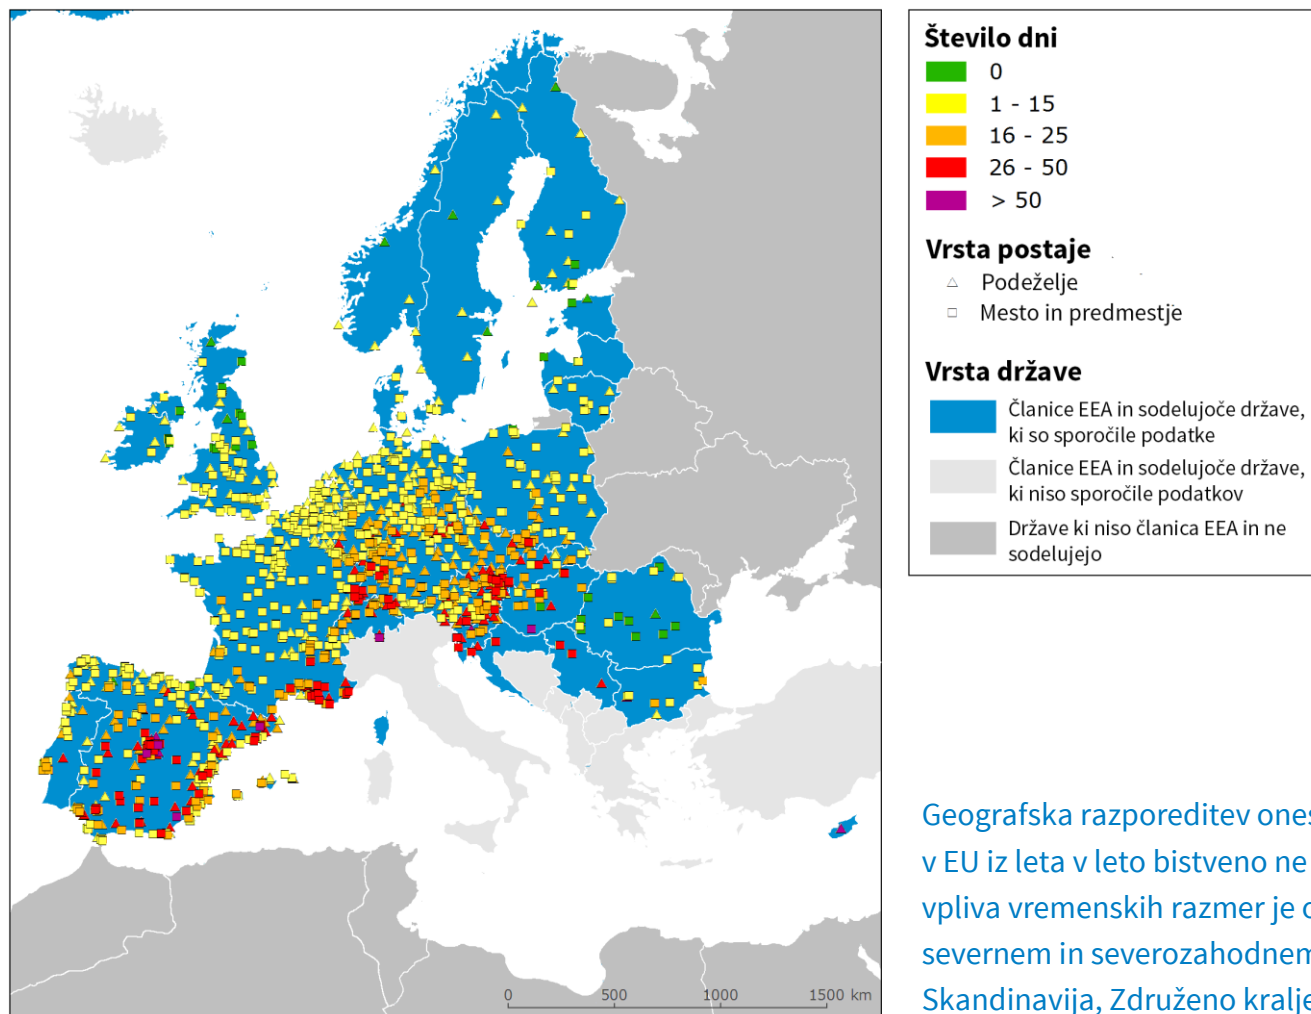 Število dni
0
1 - 15
16 - 25
26 - 50
> 50
Vrsta postaje
Podeželje
Mesto in predmestje
Vrsta države
Članice EEA in sodelujoče države,
ki so sporočile podatke
Članice EEA in sodelujoče države,
ki niso sporočile podatkov
Države ki niso članica EEA in ne
sodelujejo
0 500 1000 1500 km
Geografska razporeditev
v EU iz leta v leto bistveno ne
vpliva vremenskih razmer je
severnem in severozahodnem
Skandinavija, Združeno